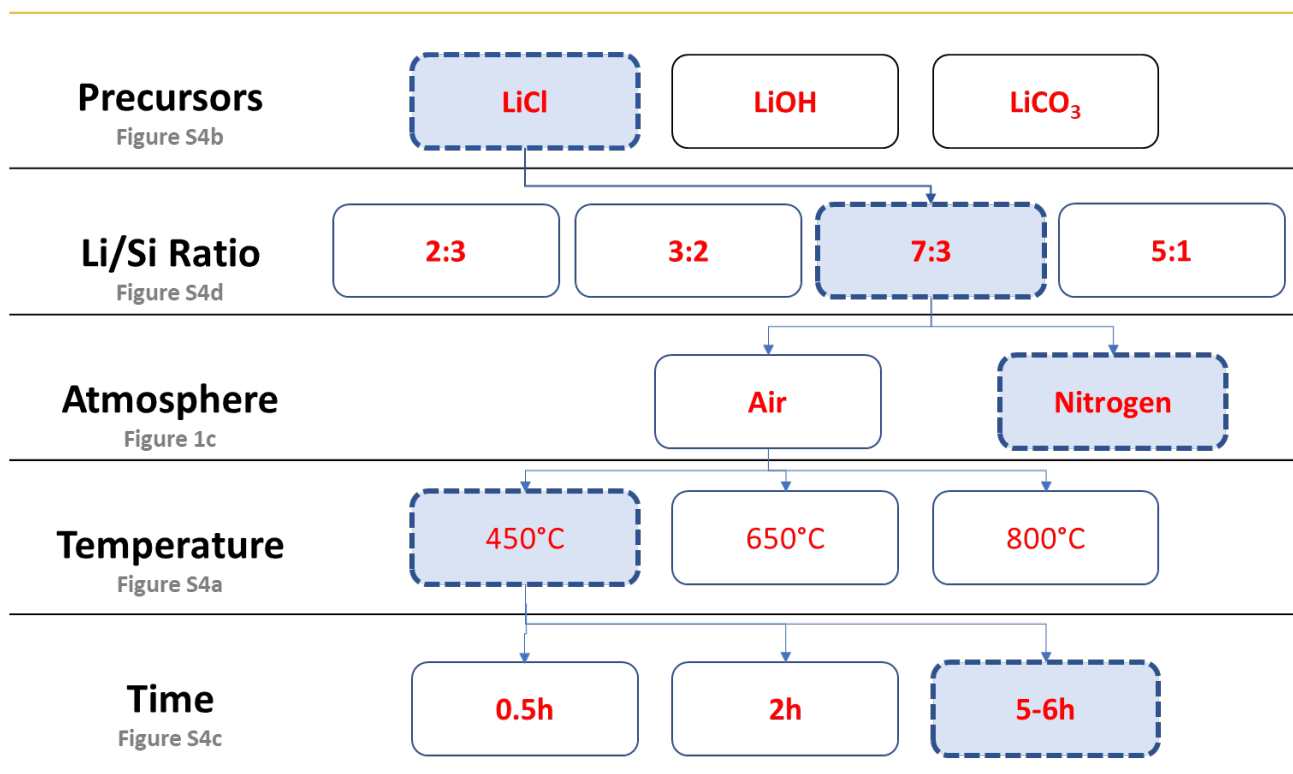 Precursors
Figure S4b
LiCl
LiOH
LiCO₃
Li/Si Ratio
Figure S4d
2:3
3:2
7:3
5:1
Atmosphere
Figure 1c
Air
Nitrogen
Temperature
Figure S4a
450°C
650°C
800°C
Time
Figure S4c
0.5h
2h
5-6h